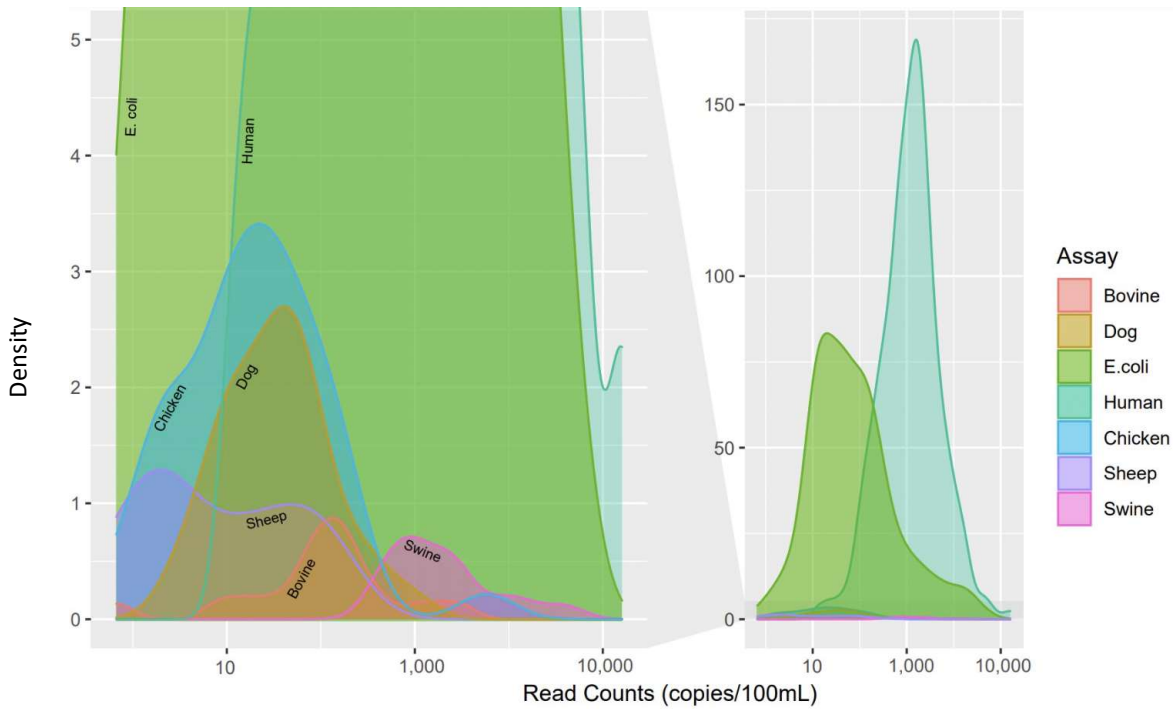 5
4
3
2
1
0
10
1,000
10,000
Density
E. coli
Human
Chicken
Dog
Sheep
Bovine
Swine
150
100
50
0
10
1,000
10,000
Read Counts (copies/100mL)
Assay
Bovine
Dog
E.coli
Human
Chicken
Sheep
Swine